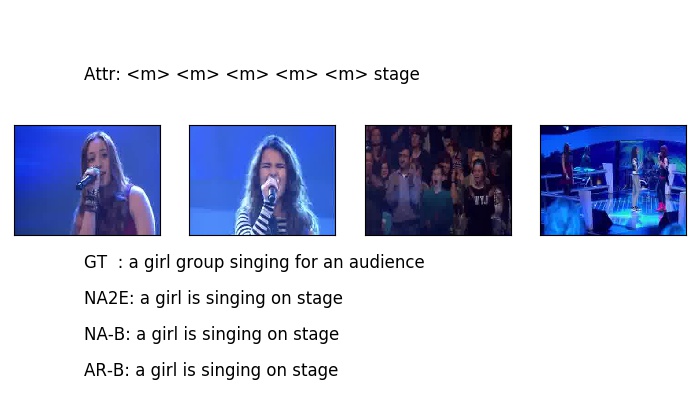 Attr: <m> <m> <m> <m> <m> stage
GT : a girl group singing for an audience
NA2E: a girl is singing on stage
NA-B: a girl is singing on stage
AR-B: a girl is singing on stage